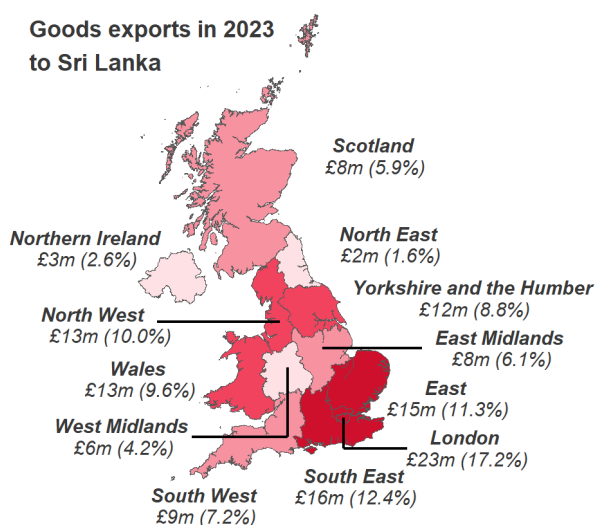 Goods exports in 2023
to Sri Lanka
Scotland
£8m (5.9%)
Northern Ireland
£3m (2.6%)
North East
£2m (1.6%)
Yorkshire and the Humber
£12m (8.8%)
North West
£13m (10.0%)
East Midlands
£8m (6.1%)
Wales
£13m (9.6%)
East
£15m (11.3%)
West Midlands
£6m (4.2%)
London
£23m (17.2%)
South East
£16m (12.4%)
South West
£9m (7.2%)